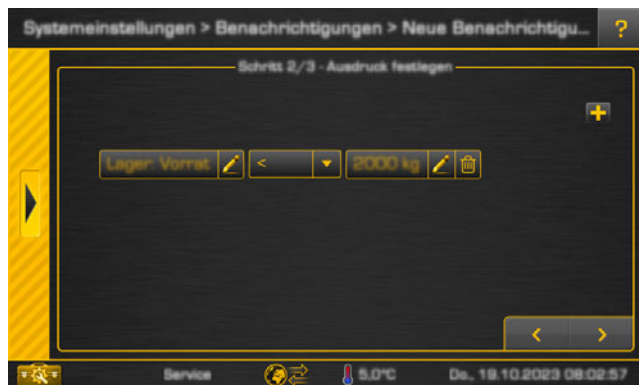 Systemeinstellungen > Benachrichtigungen > Neue Benachrichtigu... ?
Schritt 2/3 - Ausdruck festlegen
Lager: Vorrat < 2000 kg
Service 5,0°C Do., 19.10.2023 08:02:57